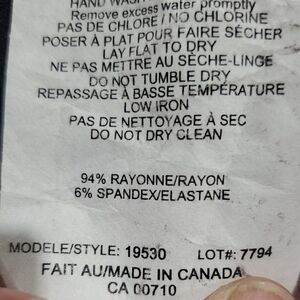 HAND WASH
Remove excess water promptly
PAS DE CHLORE / NO CHLORINE
POSER À PLAT POUR FAIRE SÉCHER
LAY FLAT TO DRY
NE PAS METTRE AU SÈCHE-LINGE
DO NOT TUMBLE DRY
REPASSAGE À BASSE TEMPÉRATURE
LOW IRON
PAS DE NETTOYAGE À SEC
DO NOT DRY CLEAN
94% RAYONNE/RAYON
6% SPANDEX/ELASTANE
MODELE/STYLE: 19530 LOT#: 7794
FAIT AU/MADE IN CANADA
CA 00710